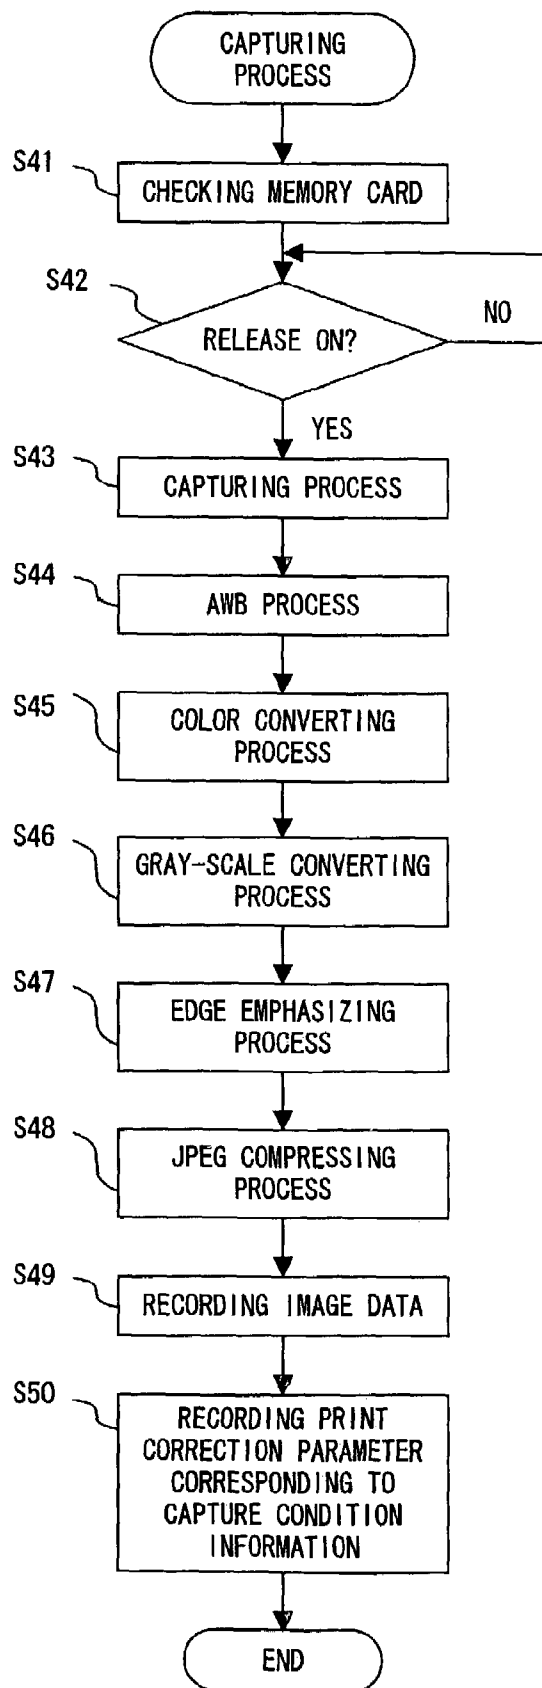 CAPTURING
PROCESS
S41
CHECKING MEMORY CARD
S42
RELEASE ON?
NO
YES
S43
CAPTURING PROCESS
S44
AWB PROCESS
S45
COLOR CONVERTING
PROCESS
S46
GRAY-SCALE CONVERTING
PROCESS
S47
EDGE EMPHASIZING
PROCESS
S48
JPEG COMPRESSING
PROCESS
S49
RECORDING IMAGE DATA
S50
RECORDING PRINT
CORRECTION PARAMETER
CORRESPONDING TO
CAPTURE CONDITION
INFORMATION
END